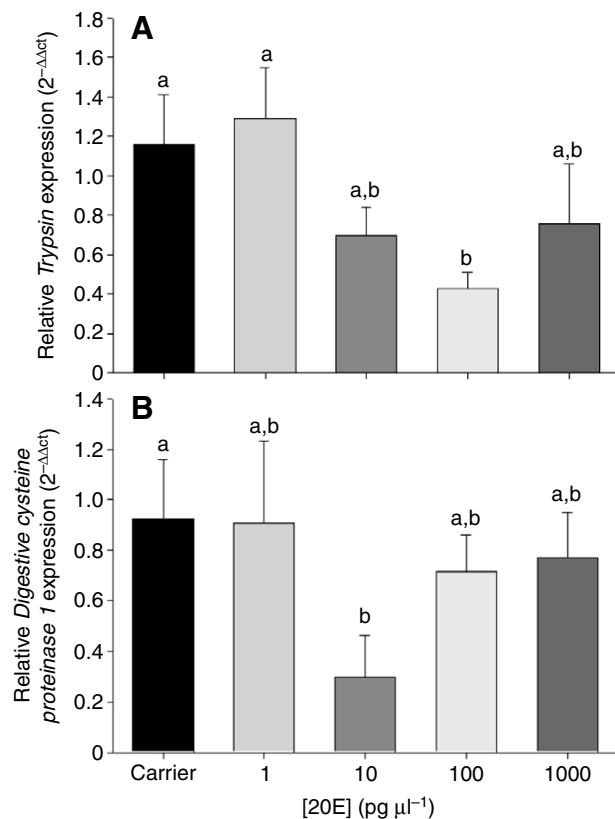 A
Relative Trypsin expression (2⁻ΔΔct)
1.8
1.6
1.4
1.2
1.0
0.8
0.6
0.4
0.2
0
a
a
a,b
b
a,b
B
Relative Digestive cysteine
proteinase 1 expression (2⁻ΔΔct)
1.4
1.2
1.0
0.8
0.6
0.4
0.2
0
a
a,b
b
a,b
a,b
Carrier 1 10 100 1000
[20E] (pg µl⁻¹)